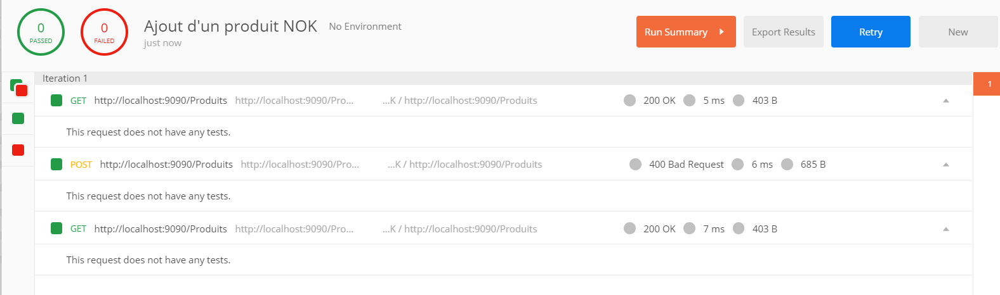 0
PASSED
0
FAILED
Ajout d'un produit NOK No Environment
just now
Run Summary
Export Results
Retry
New
Iteration 1
1
GET http://localhost:9090/Produits http://localhost:9090/Pro... ...K / http://localhost:9090/Produits 200 OK 5 ms 403 B
This request does not have any tests.
POST http://localhost:9090/Produits http://localhost:9090/Pro... ...K / http://localhost:9090/Produits 400 Bad Request 6 ms 685 B
This request does not have any tests.
GET http://localhost:9090/Produits http://localhost:9090/Pro... ...K / http://localhost:9090/Produits 200 OK 7 ms 403 B
This request does not have any tests.